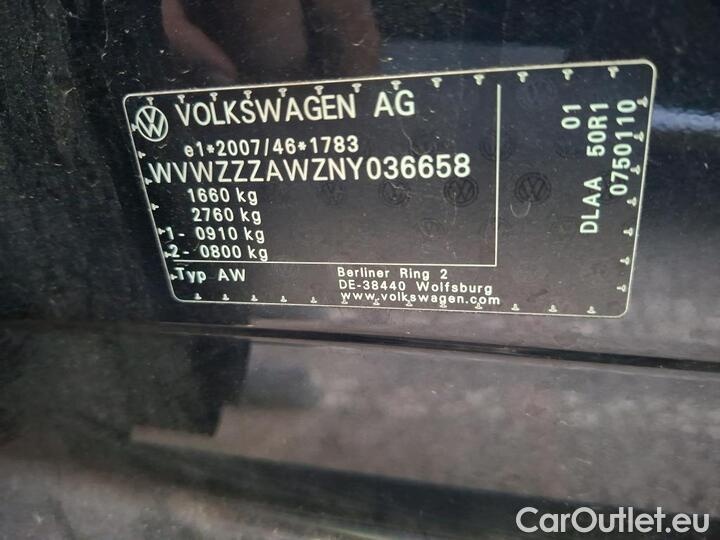 VOLKSWAGEN AG
e1*2007/46*1783
WVWZZZAWZNY036658
1660 kg
2760 kg
1- 0910 kg
2- 0800 kg
Typ AW
Berliner Ring 2
DE-38440 Wolfsburg
www.volkswagen.com
01
DLAA 50R1
0750110
CarOutlet.eu